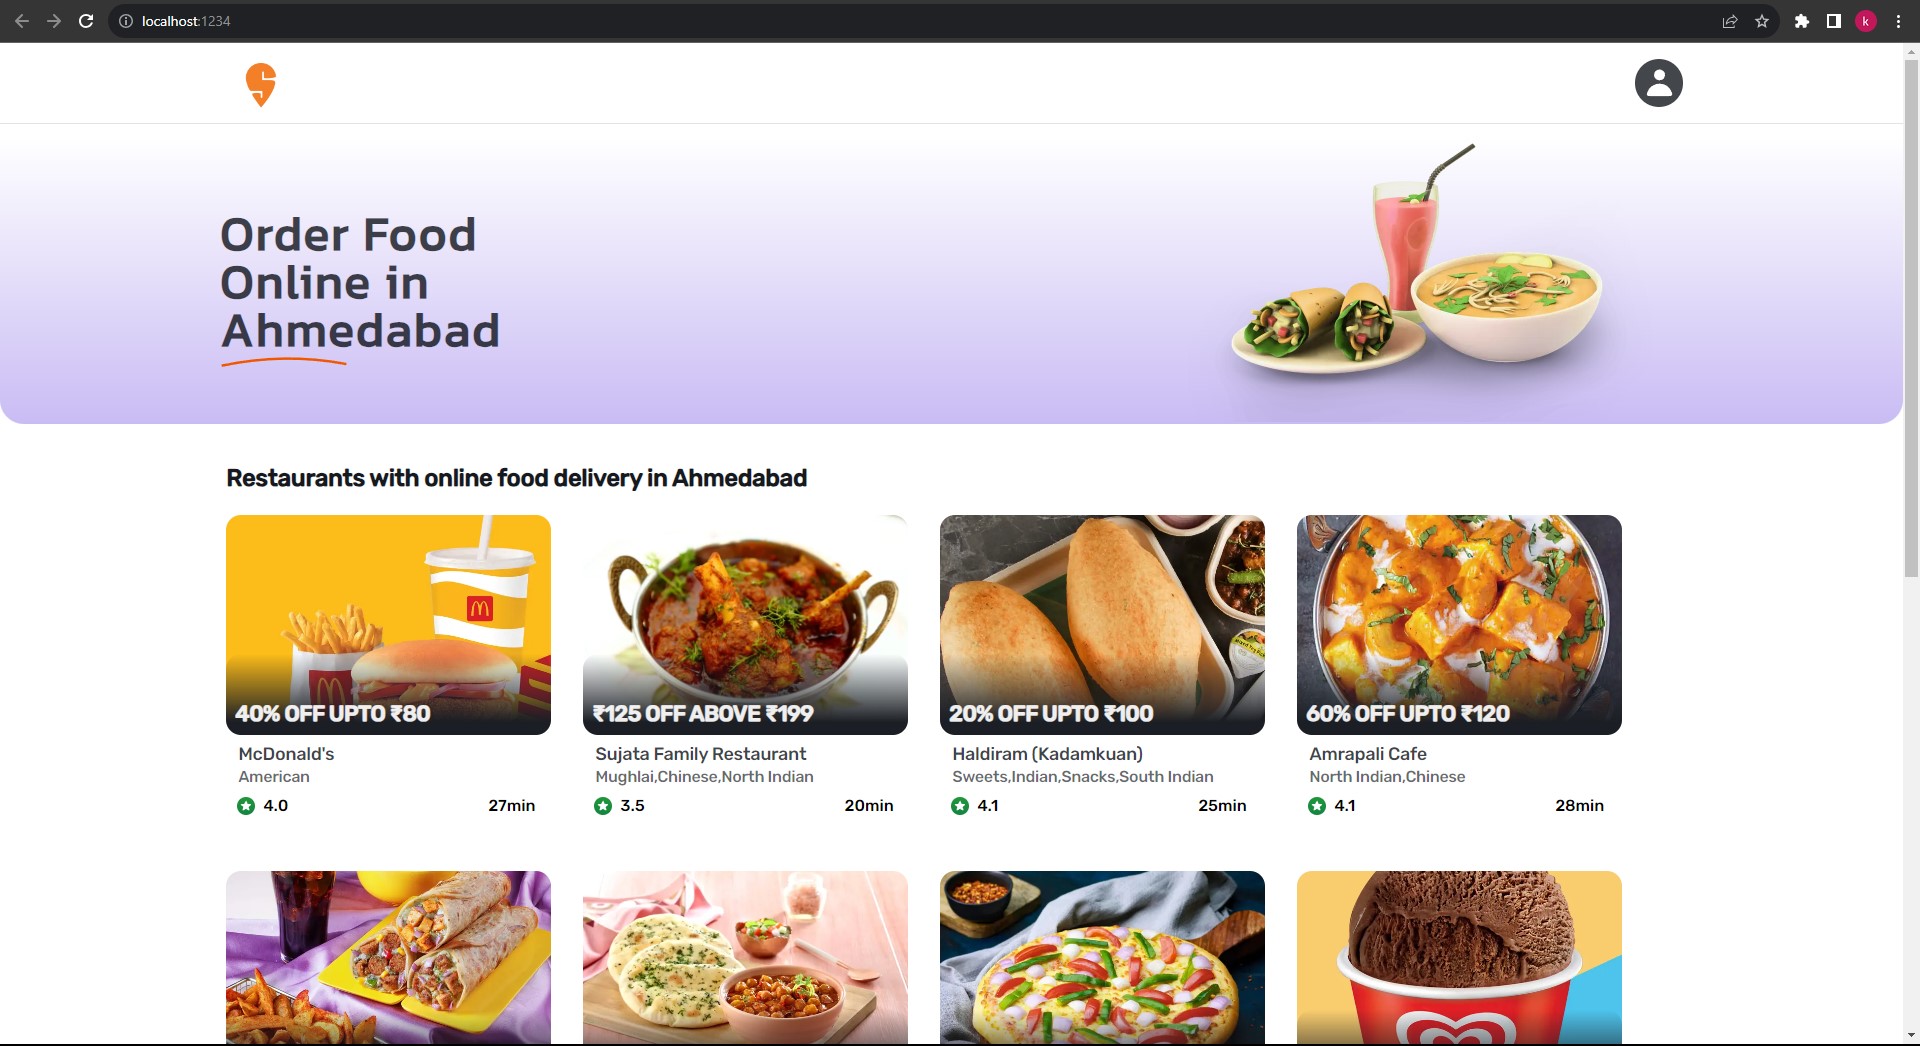 localhost:1234
k
Order Food
Online in
Ahmedabad
Restaurants with online food delivery in Ahmedabad
40% OFF UPTO ₹80
₹125 OFF ABOVE ₹199
20% OFF UPTO ₹100
60% OFF UPTO ₹120
McDonald's
Sujata Family Restaurant
Haldiram (Kadamkuan)
Amrapali Cafe
American
Mughlai,Chinese,North Indian
Sweets,Indian,Snacks,South Indian
North Indian,Chinese
4.0 27min
3.5 20min
4.1 25min
4.1 28min